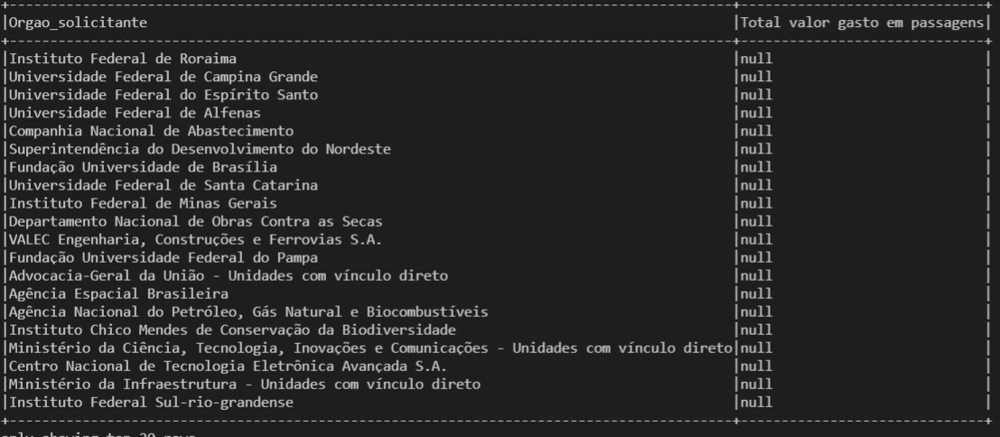 +-----------------------------------------------------------------------------------------+------------------------------+
|Orgao_solicitante                                                                        |Total valor gasto em passagens|
+-----------------------------------------------------------------------------------------+------------------------------+
|Instituto Federal de Roraima                                                             |null                          |
|Universidade Federal de Campina Grande                                                   |null                          |
|Universidade Federal do Espírito Santo                                                   |null                          |
|Universidade Federal de Alfenas                                                          |null                          |
|Companhia Nacional de Abastecimento                                                      |null                          |
|Superintendência do Desenvolvimento do Nordeste                                          |null                          |
|Fundação Universidade de Brasília                                                        |null                          |
|Universidade Federal de Santa Catarina                                                   |null                          |
|Instituto Federal de Minas Gerais                                                        |null                          |
|Departamento Nacional de Obras Contra as Secas                                           |null                          |
|VALEC Engenharia, Construções e Ferrovias S.A.                                           |null                          |
|Fundação Universidade Federal do Pampa                                                   |null                          |
|Advocacia-Geral da União - Unidades com vínculo direto                                   |null                          |
|Agência Espacial Brasileira                                                              |null                          |
|Agência Nacional do Petróleo, Gás Natural e Biocombustíveis                              |null                          |
|Instituto Chico Mendes de Conservação da Biodiversidade                                  |null                          |
|Ministério da Ciência, Tecnologia, Inovações e Comunicações - Unidades com vínculo direto|null                          |
|Centro Nacional de Tecnologia Eletrônica Avançada S.A.                                   |null                          |
|Ministério da Infraestrutura - Unidades com vínculo direto                               |null                          |
|Instituto Federal Sul-rio-grandense                                                      |null                          |
+-----------------------------------------------------------------------------------------+------------------------------+
only showing top 20 rows